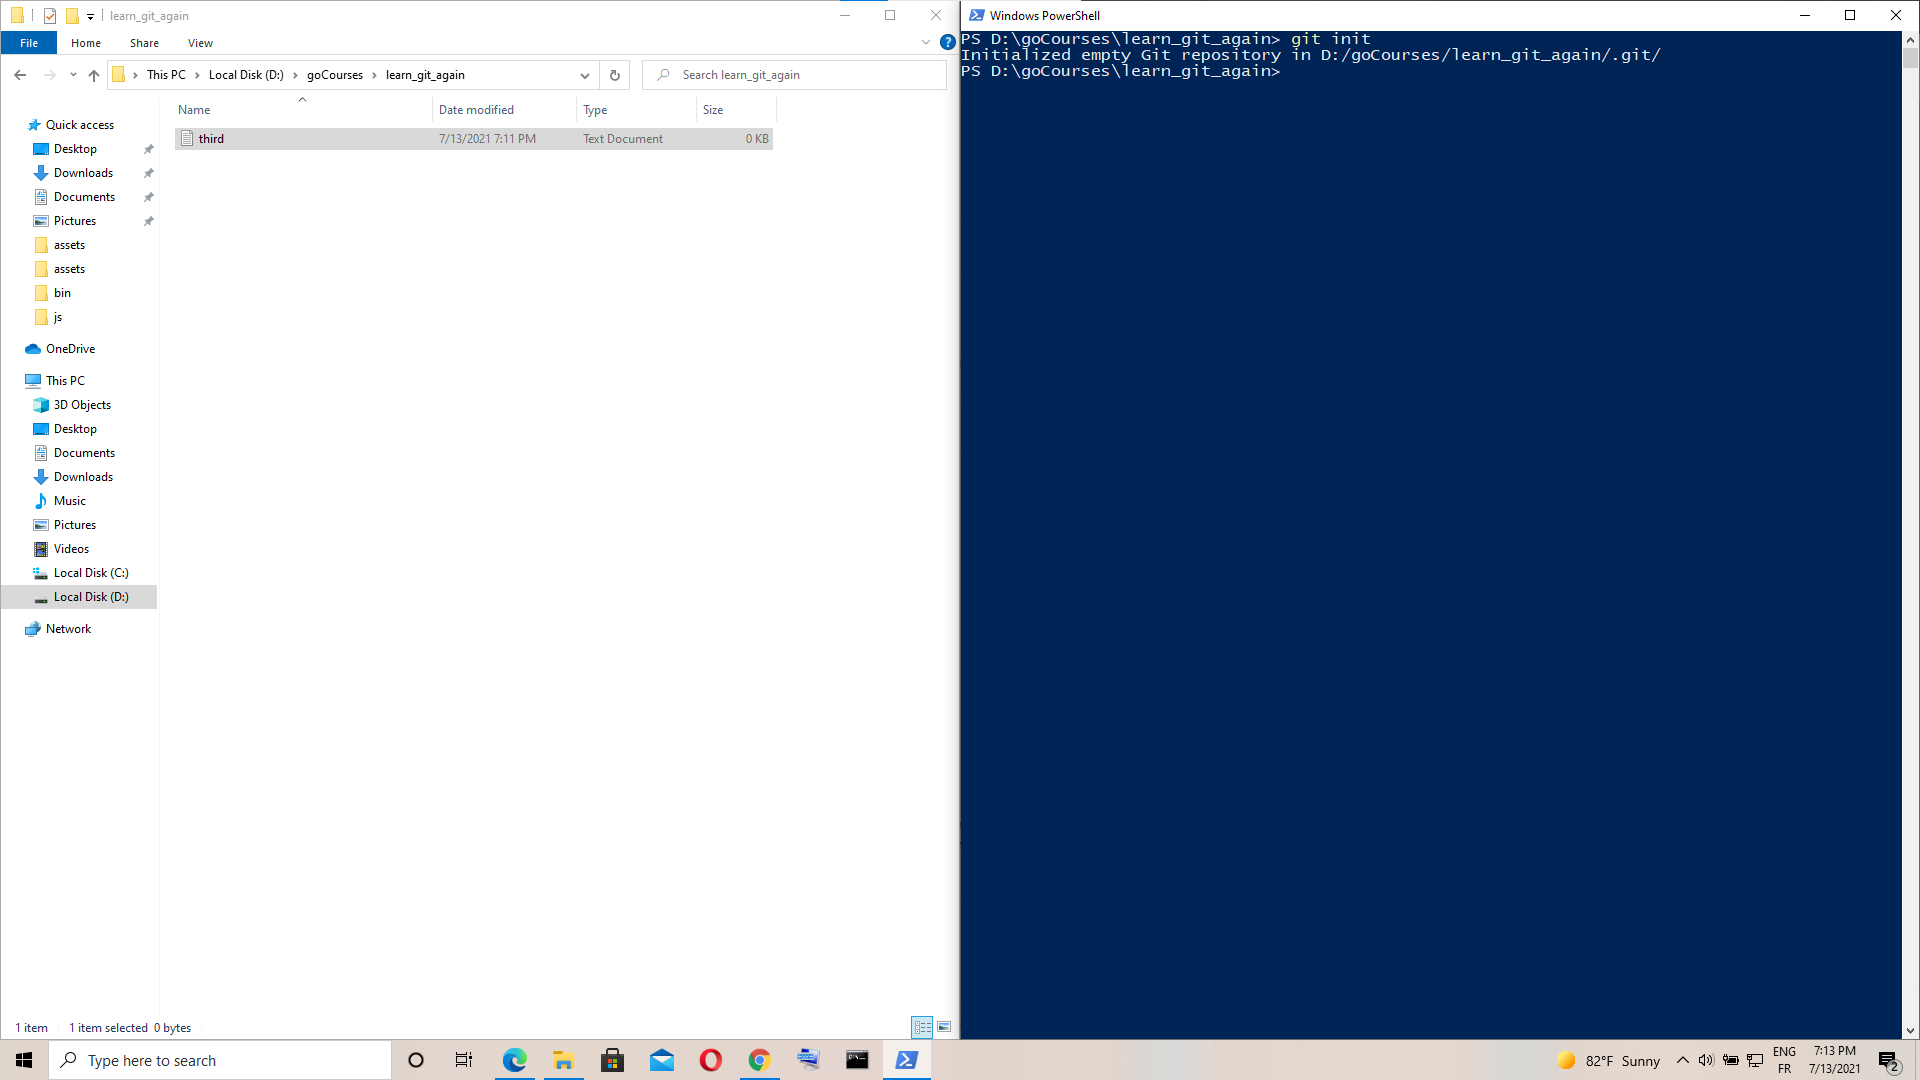 learn_git_again
File Home Share View
This PC Local Disk (D:) goCourses learn_git_again
Search learn_git_again
Name Date modified Type Size
third 7/13/2021 7:11 PM Text Document 0 KB
Quick access
Desktop
Downloads
Documents
Pictures
assets
assets
bin
js
OneDrive
This PC
3D Objects
Desktop
Documents
Downloads
Music
Pictures
Videos
Local Disk (C:)
Local Disk (D:)
Network
1 item 1 item selected 0 bytes
Windows PowerShell
PS D:\goCourses\learn_git_again> git init
Initialized empty Git repository in D:/goCourses/learn_git_again/.git/
PS D:\goCourses\learn_git_again>
Type here to search
82°F Sunny
ENG
FR
7:13 PM
7/13/2021
2